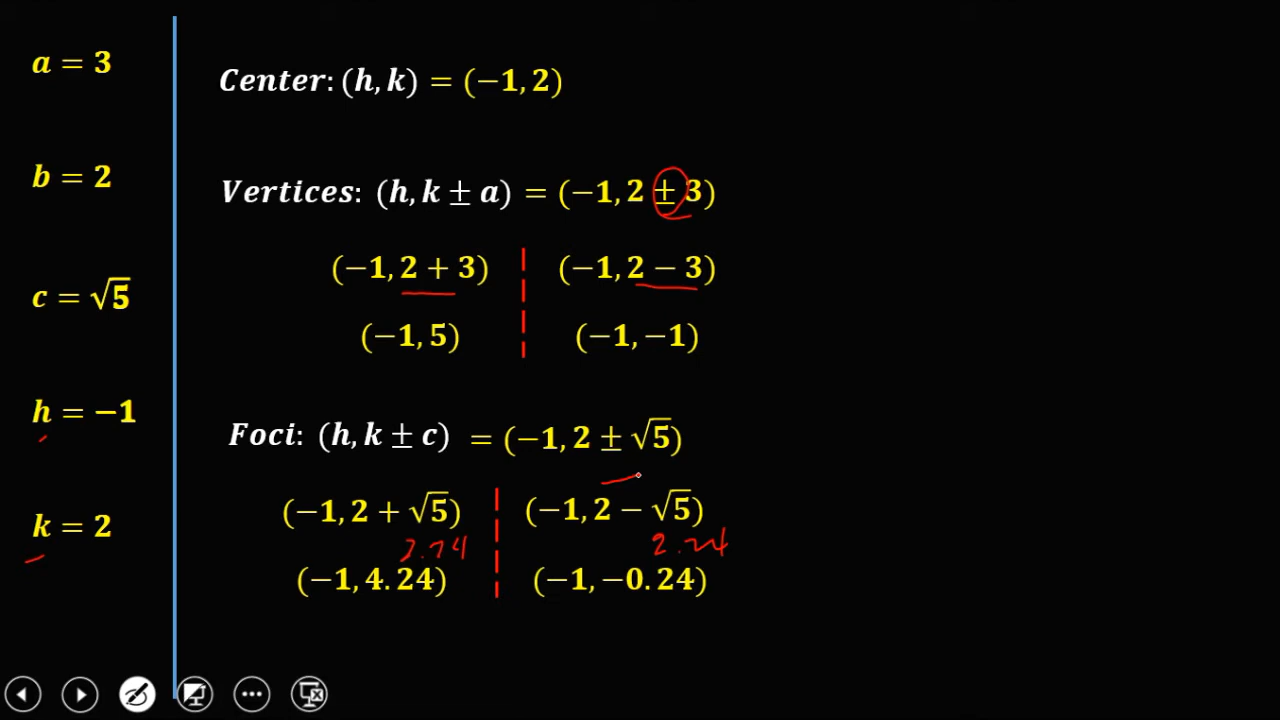 a = 3
b = 2
c = √5
h = −1
k = 2
Center: (h, k) = (−1, 2)
Vertices: (h, k ± a) = (−1, 2 ± 3)
(−1, 2 + 3) (−1, 2 − 3)
(−1, 5) (−1, −1)
Foci: (h, k ± c) = (−1, 2 ± √5)
(−1, 2 + √5) (−1, 2 − √5)
2.24
(−1, 4.24) (−1, −0.24)